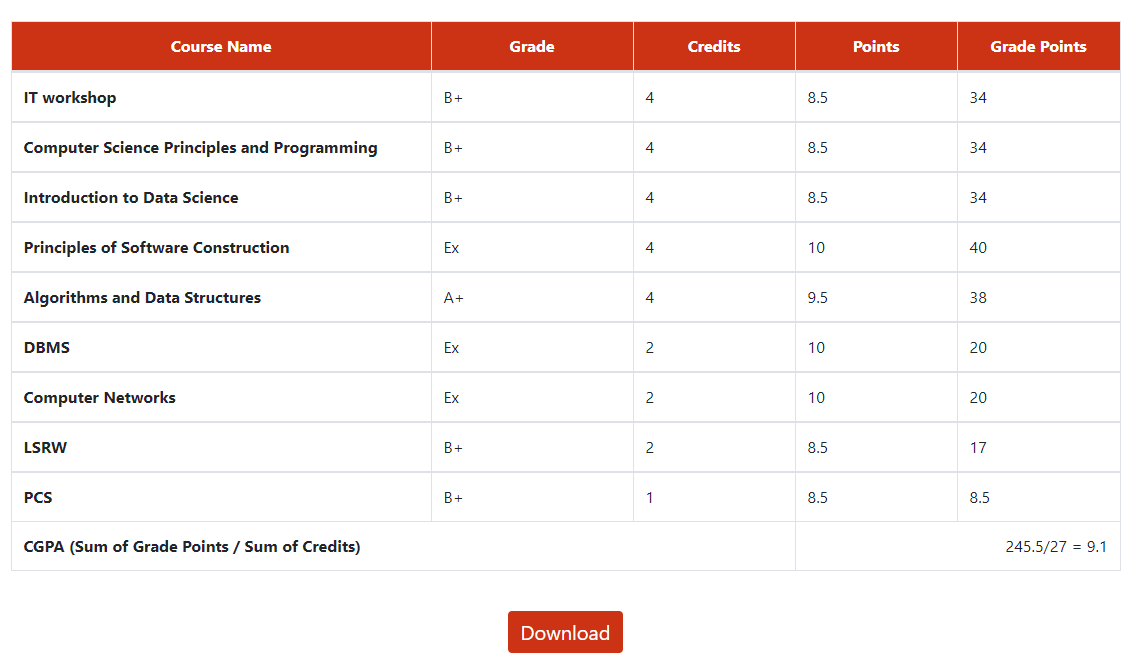 Course Name Grade Credits Points Grade Points
IT workshop B+ 4 8.5 34
Computer Science Principles and Programming B+ 4 8.5 34
Introduction to Data Science B+ 4 8.5 34
Principles of Software Construction Ex 4 10 40
Algorithms and Data Structures A+ 4 9.5 38
DBMS Ex 2 10 20
Computer Networks Ex 2 10 20
LSRW B+ 2 8.5 17
PCS B+ 1 8.5 8.5
CGPA (Sum of Grade Points / Sum of Credits) 245.5/27 = 9.1
Download